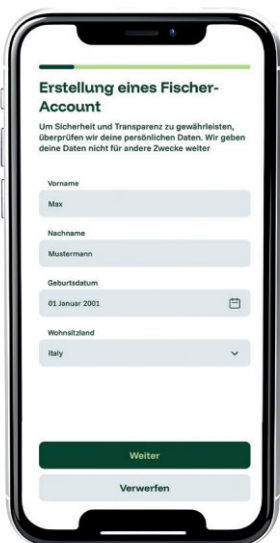 Erstellung eines Fischer-
Account
Um Sicherheit und Transparenz zu gewährleisten,
überprüfen wir deine persönlichen Daten. Wir geben
deine Daten nicht für andere Zwecke weiter
Vorname
Max
Nachname
Mustermann
Geburtsdatum
01 Januar 2001
Wohnsitzland
Italy
Weiter
Verwerfen